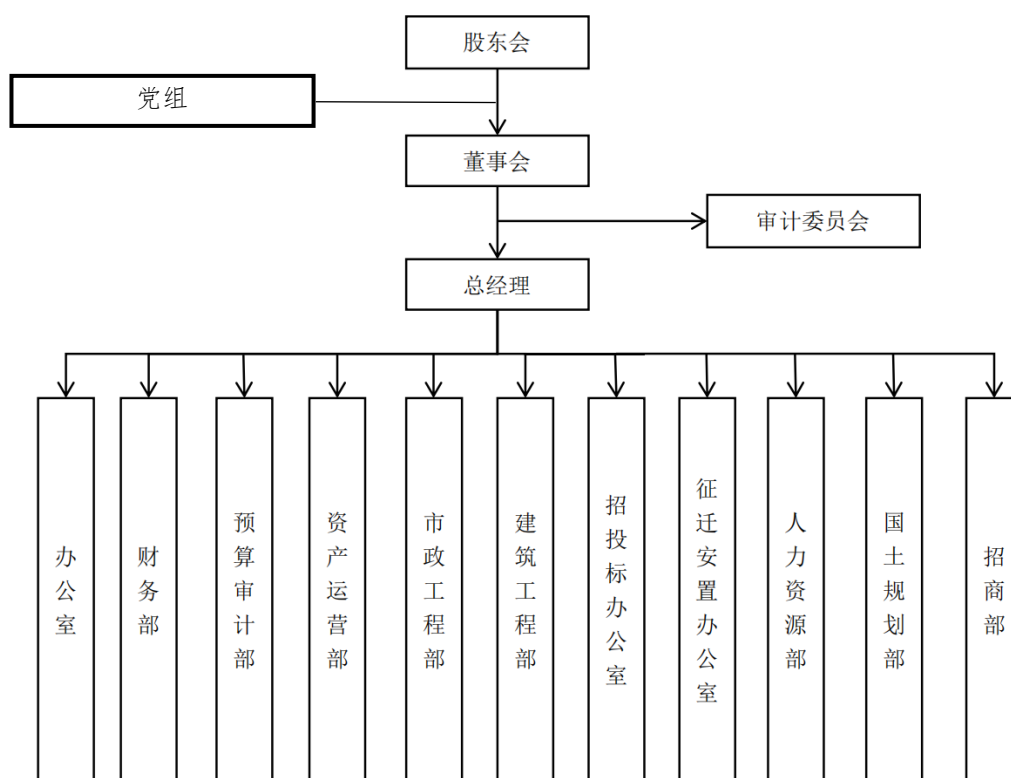 股东会
党组
董事会
审计委员会
总经理
办公室
财务部
预算审计部
资产运营部
市政工程部
建筑工程部
招投标办公室
征迁安置办公室
人力资源部
国土规划部
招商部